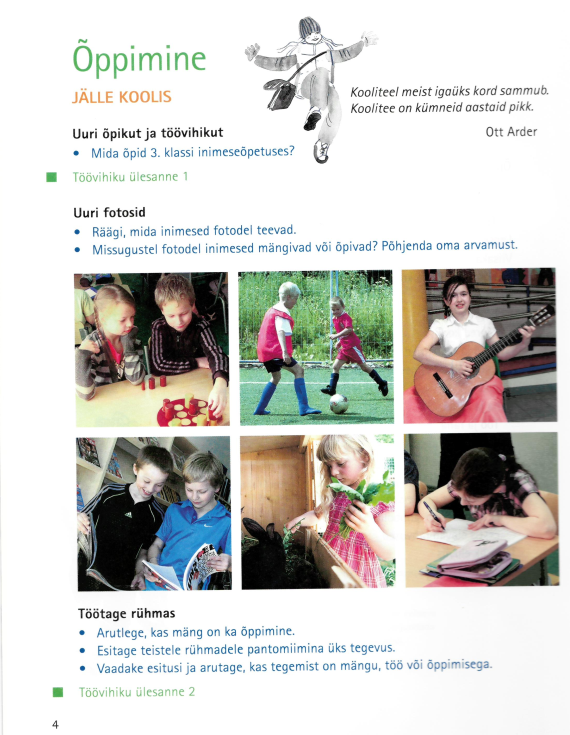 Õppimine
JÄLLE KOOLIS
Kooliteel meist igaüks kord sammub.
Koolitee on kümneid aastaid pikk.
Ott Arder
Uuri õpikut ja töövihikut
• Mida õpid 3. klassi inimeseõpetuses?
Töövihiku ülesanne 1
Uuri fotosid
• Räägi, mida inimesed fotodel teevad.
• Missugustel fotodel inimesed mängivad või õpivad? Põhjenda oma arvamust.
Töötage rühmas
• Arutlege, kas mäng on ka õppimine.
• Esitage teistele rühmadele pantomiimina üks tegevus.
• Vaadake esitusi ja arutage, kas tegemist on mängu, töö või õppimisega.
Töövihiku ülesanne 2
4